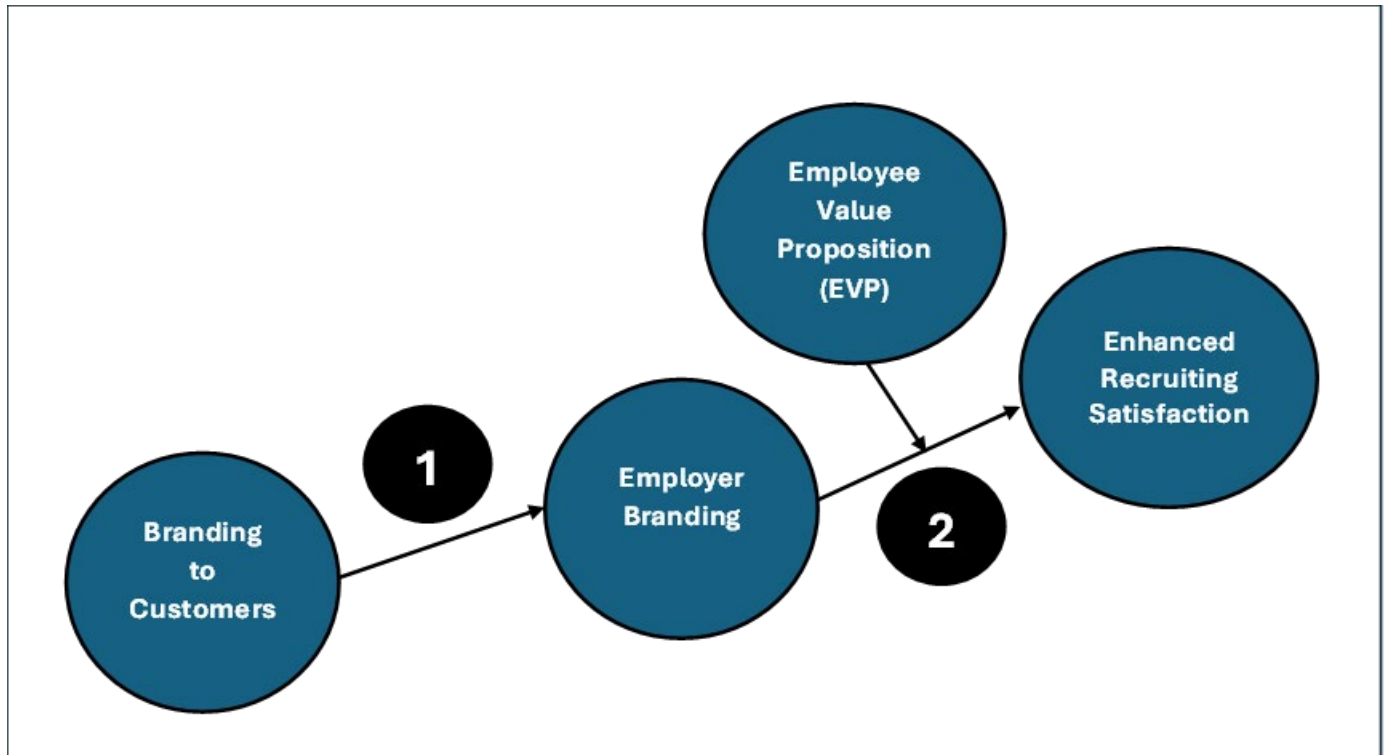 Employee
Value
Proposition
(EVP)
Enhanced
Recruiting
Satisfaction
1
Employer
Branding
2
Branding
to
Customers